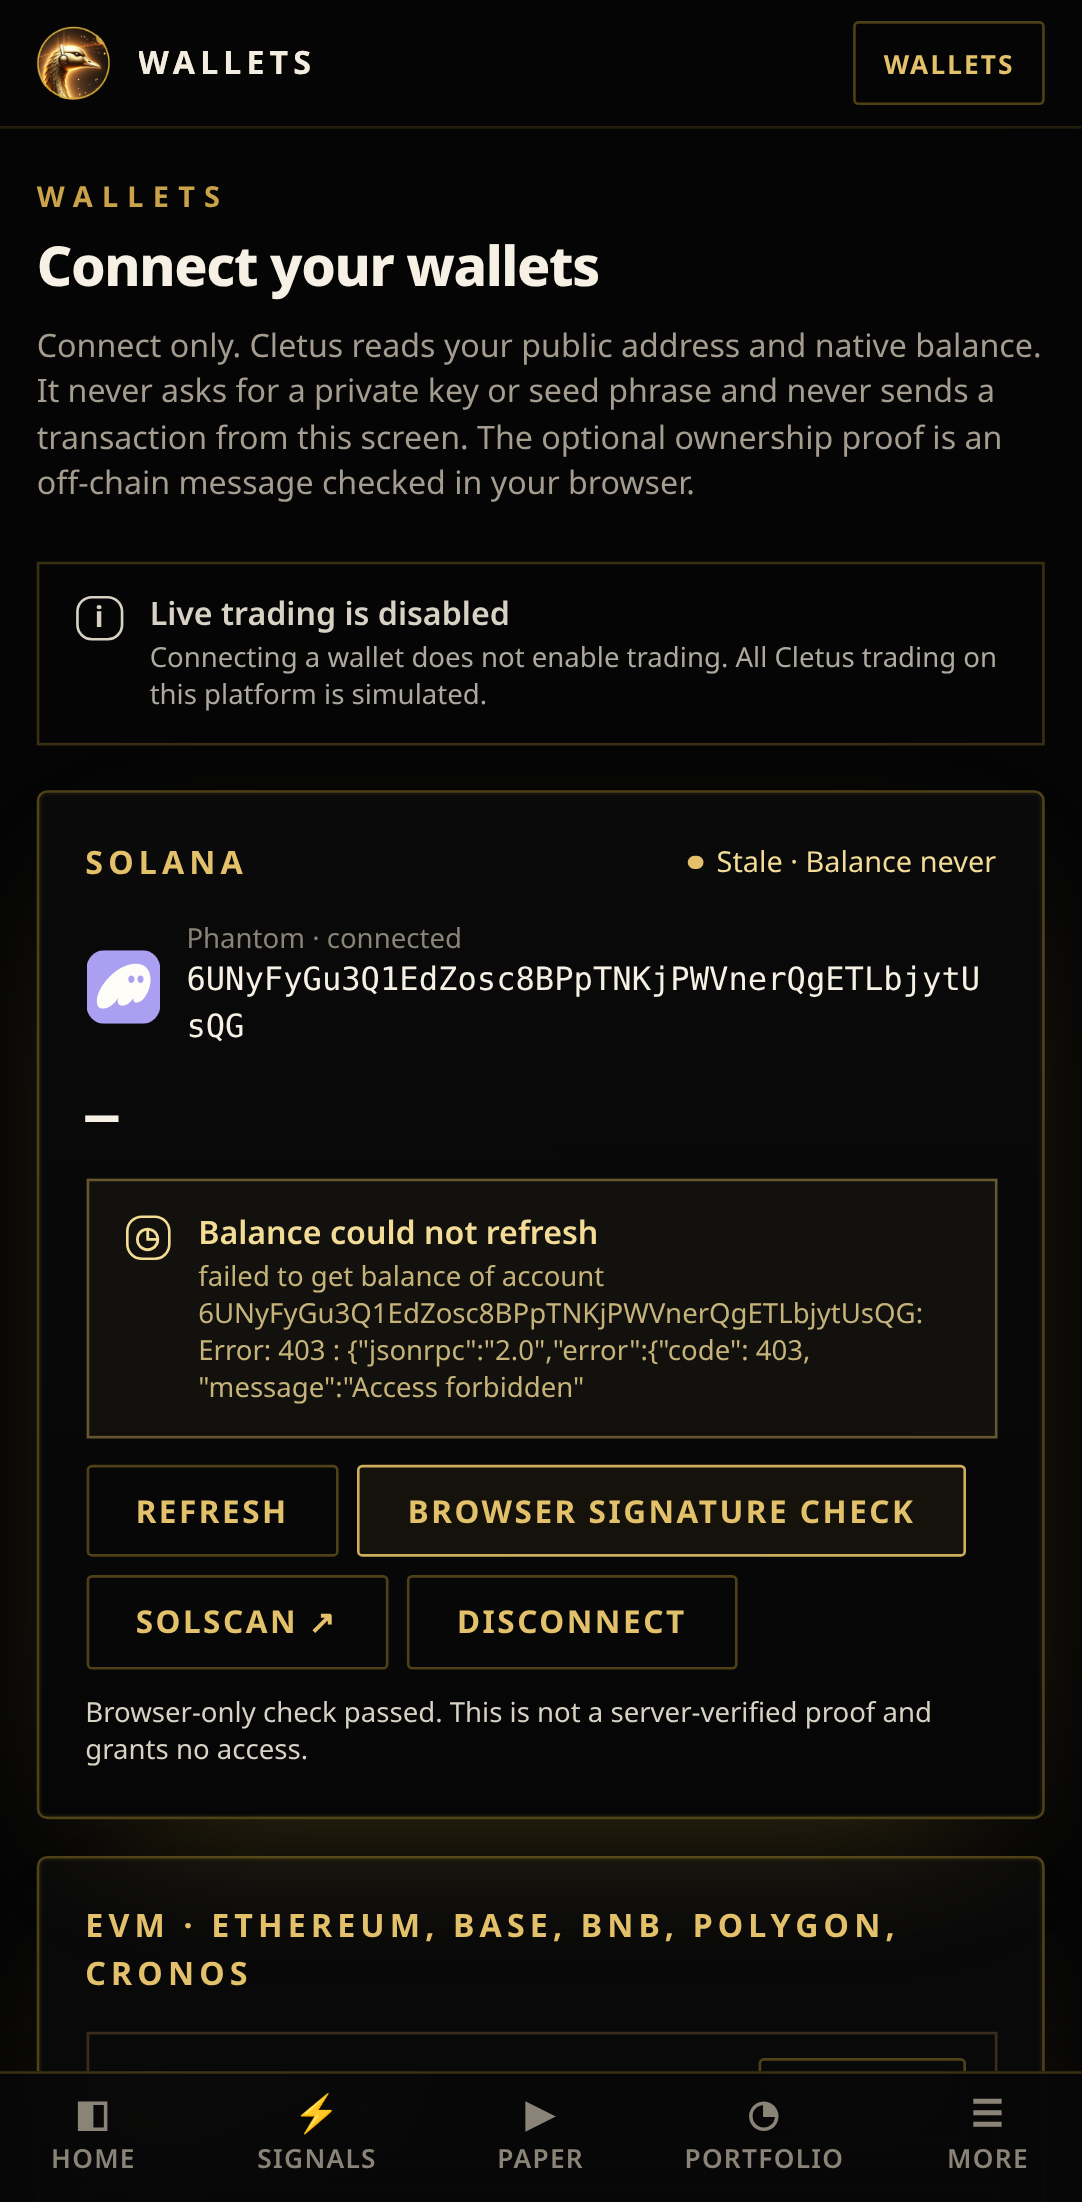 WALLETS
WALLETS
WALLETS
Connect your wallets
Connect only. Cletus reads your public address and native balance.
It never asks for a private key or seed phrase and never sends a
transaction from this screen. The optional ownership proof is an
off-chain message checked in your browser.
i
Live trading is disabled
Connecting a wallet does not enable trading. All Cletus trading on
this platform is simulated.
SOLANA
Stale · Balance never
Phantom · connected
6UNyFyGu3Q1EdZosc8BPpTNKjPWVnerQgETLbjytU
sQG
—
Balance could not refresh
failed to get balance of account
6UNyFyGu3Q1EdZosc8BPpTNKjPWVnerQgETLbjytUsQG:
Error: 403 : {"jsonrpc":"2.0","error":{"code": 403,
"message":"Access forbidden"
REFRESH
BROWSER SIGNATURE CHECK
SOLSCAN ↗
DISCONNECT
Browser-only check passed. This is not a server-verified proof and
grants no access.
EVM · ETHEREUM, BASE, BNB, POLYGON,
CRONOS
HOME
SIGNALS
PAPER
PORTFOLIO
MORE